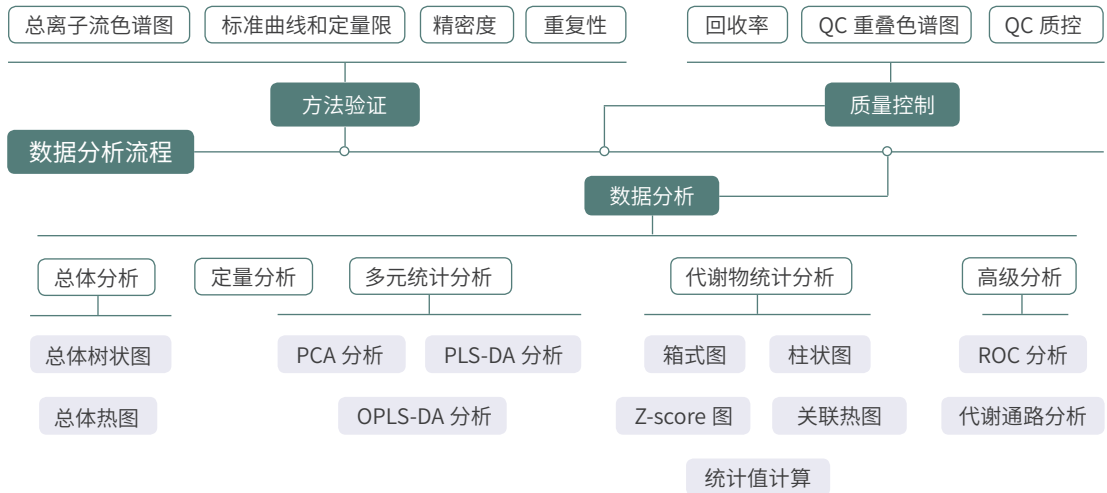 总离子流色谱图
标准曲线和定量限
精密度
重复性
回收率
QC 重叠色谱图
QC 质控
方法验证
质量控制
数据分析流程
数据分析
总体分析
定量分析
多元统计分析
代谢物统计分析
高级分析
总体树状图
PCA 分析
PLS-DA 分析
箱式图
柱状图
ROC 分析
总体热图
OPLS-DA 分析
Z-score 图
关联热图
代谢通路分析
统计值计算